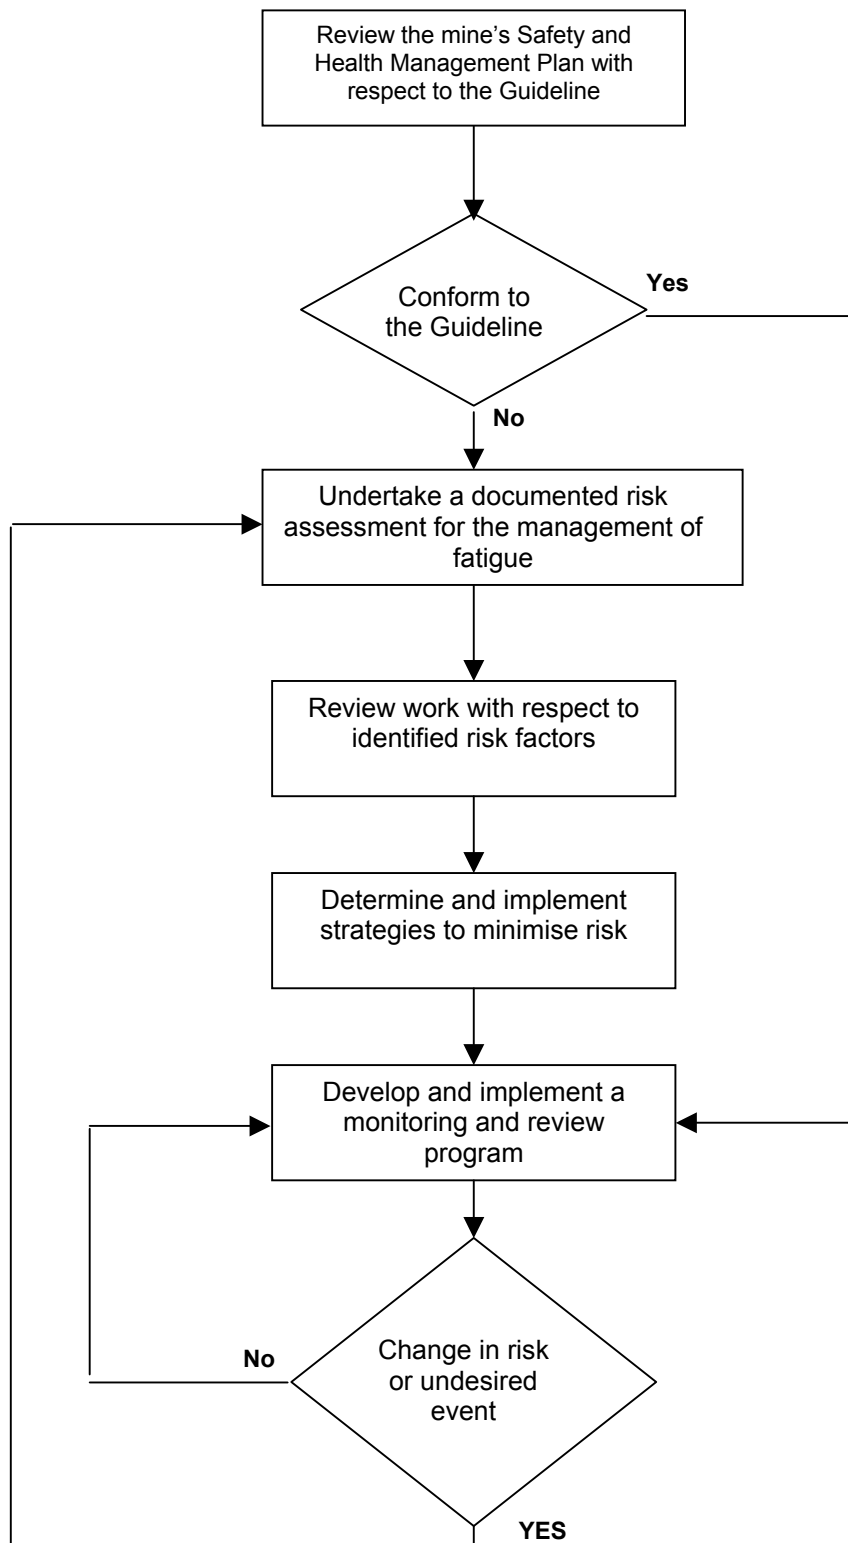 Review the mine’s Safety and
Health Management Plan with
respect to the Guideline
Conform to
the Guideline
Yes
No
Undertake a documented risk
assessment for the management of
fatigue
Review work with respect to
identified risk factors
Determine and implement
strategies to minimise risk
Develop and implement a
monitoring and review
program
No
Change in risk
or undesired
event
YES